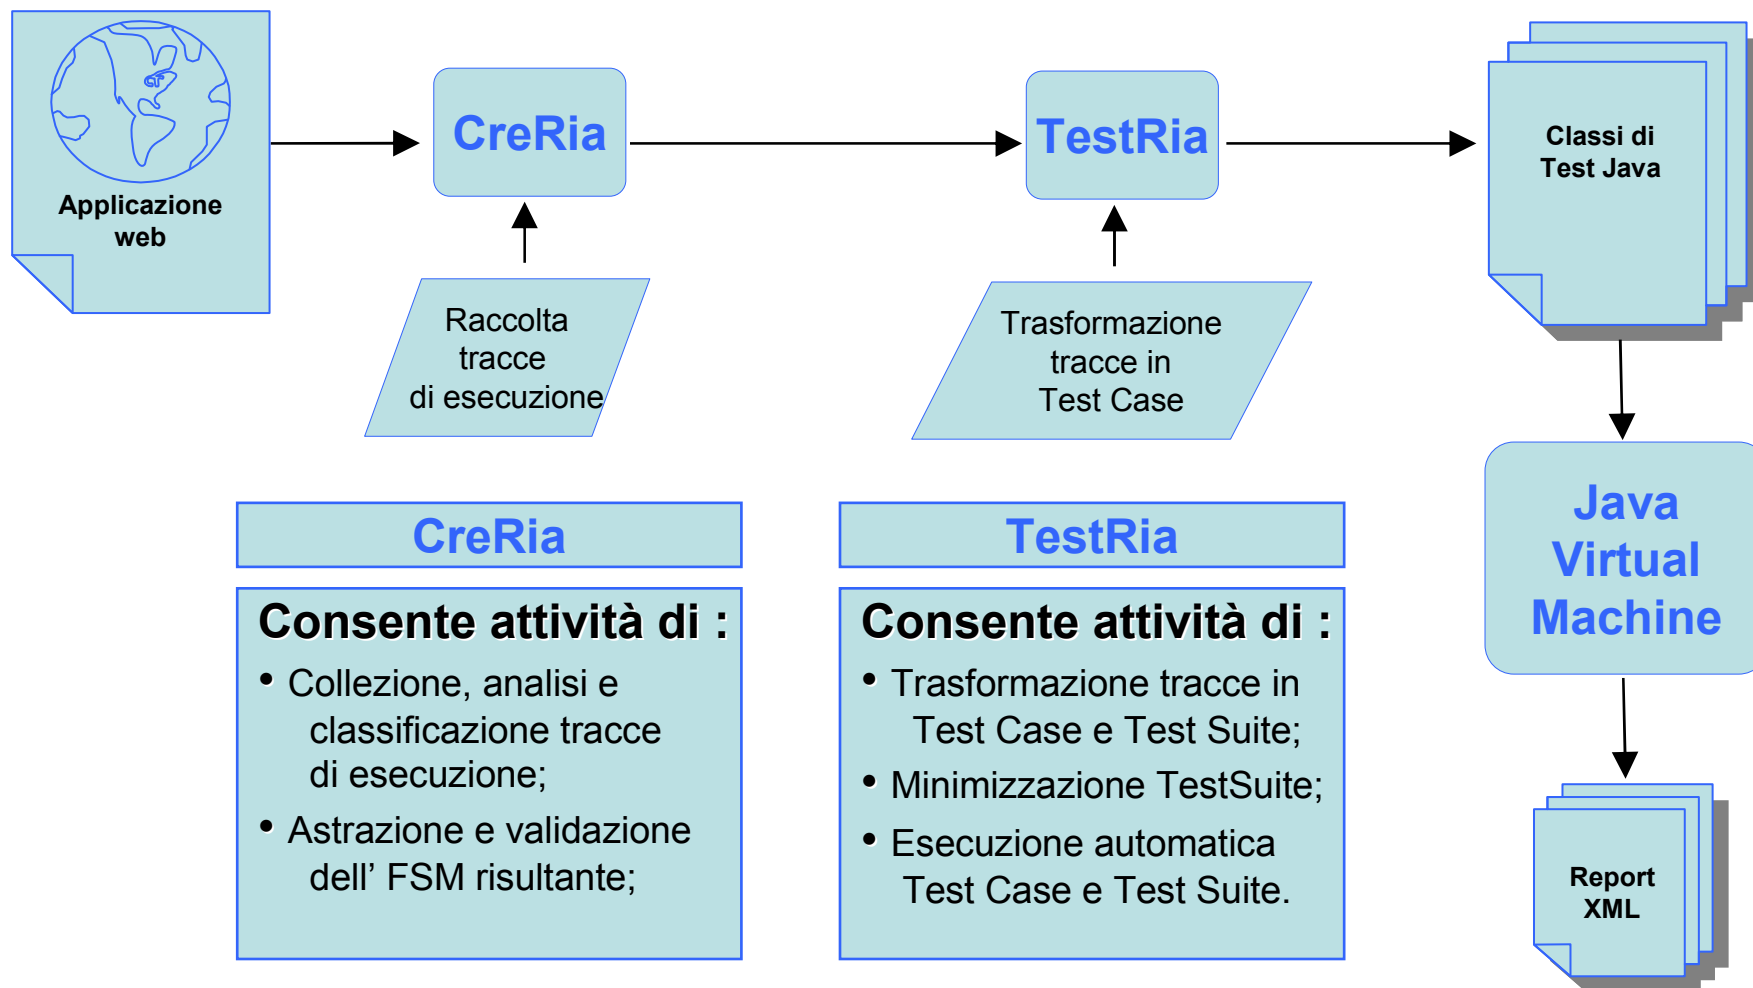 Applicazione
web
CreRia
TestRia
Classi di
Test Java
Raccolta
tracce
di esecuzione
Trasformazione
tracce in
Test Case
Java
Virtual
Machine
Report
XML
CreRia
Consente attività di :
• Collezione, analisi e
classificazione tracce
di esecuzione;
• Astrazione e validazione
dell’ FSM risultante;
TestRia
Consente attività di :
• Trasformazione tracce in
Test Case e Test Suite;
• Minimizzazione TestSuite;
• Esecuzione automatica
Test Case e Test Suite.